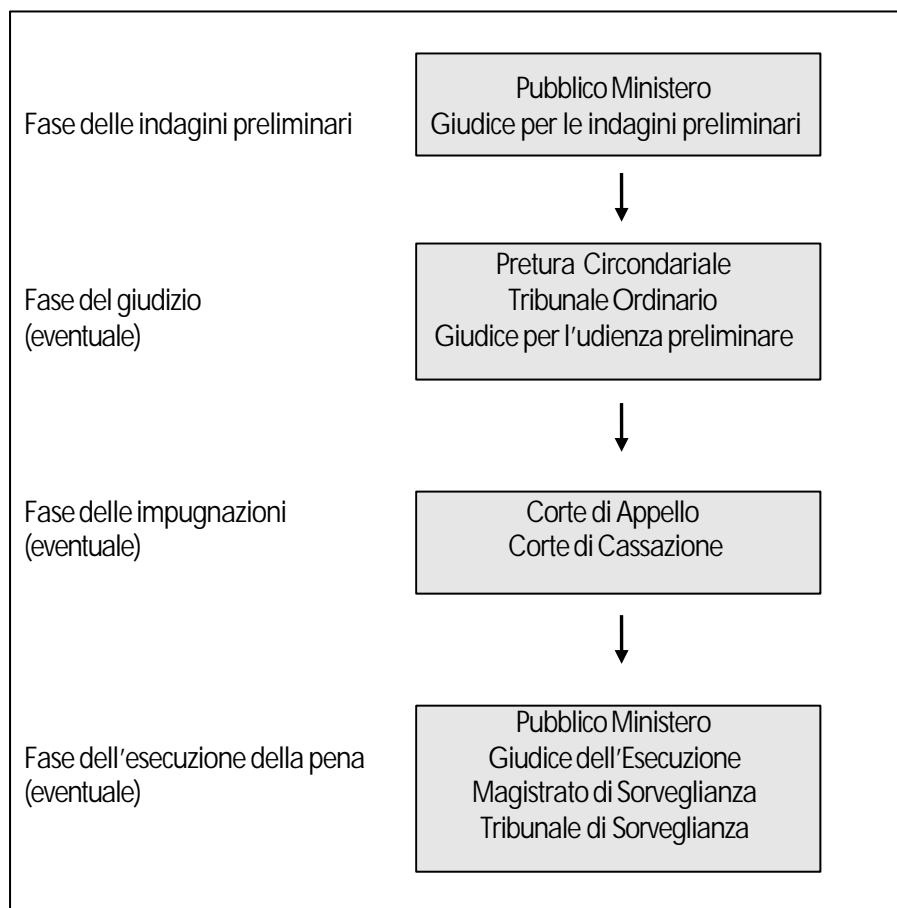 Pubblico Ministero
Fase delle indagini preliminari
Giudice per le indagini preliminari
Pretura Circondariale
Fase del giudizio
Tribunale Ordinario
(eventuale)
Giudice per l'udienza preliminare
Fase delle impugnazioni
(eventuale)
Corte di Appello
Corte di Cassazione
Fase dell'esecuzione della pena
(eventuale)
Pubblico Ministero
Giudice dell'Esecuzione
Magistrato di Sorveglianza
Tribunale di Sorveglianza